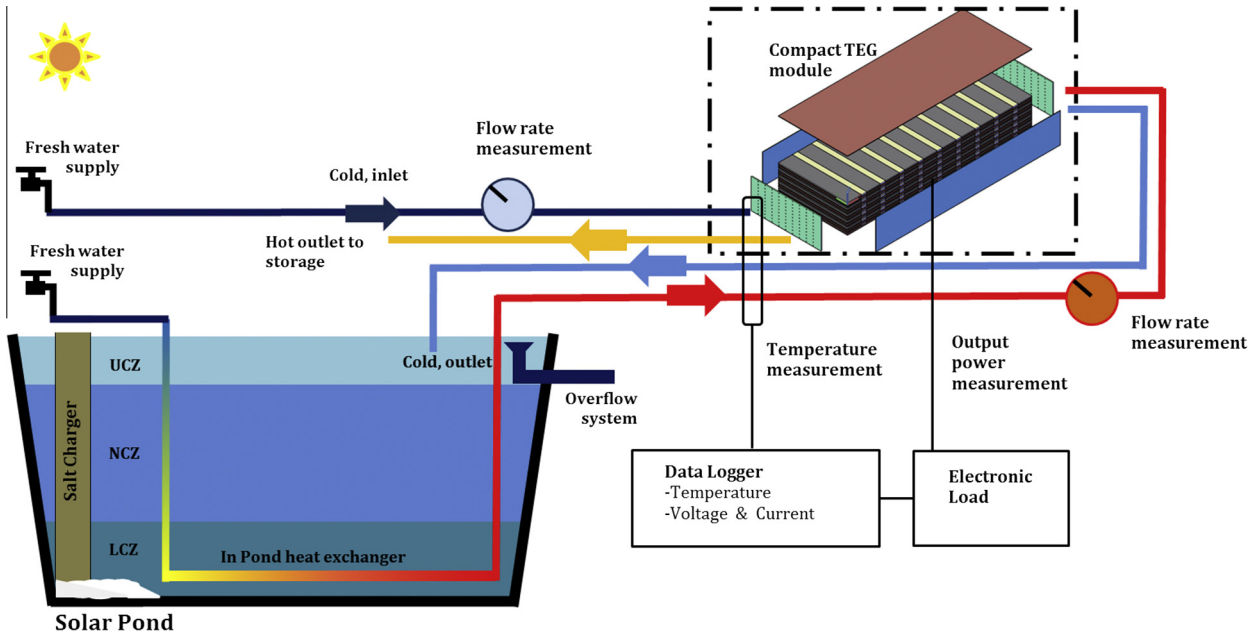 Compact TEG
module
Fresh water
supply
Flow rate
measurement
Cold, inlet
Hot outlet to
storage
Fresh water
supply
Flow rate
measurement
Temperature
measurement
Output
power
measurement
UCZ
Cold, outlet
Overflow
system
Salt Charger
NCZ
LCZ
In Pond heat exchanger
Data Logger
-Temperature
-Voltage & Current
Electronic
Load
Solar Pond